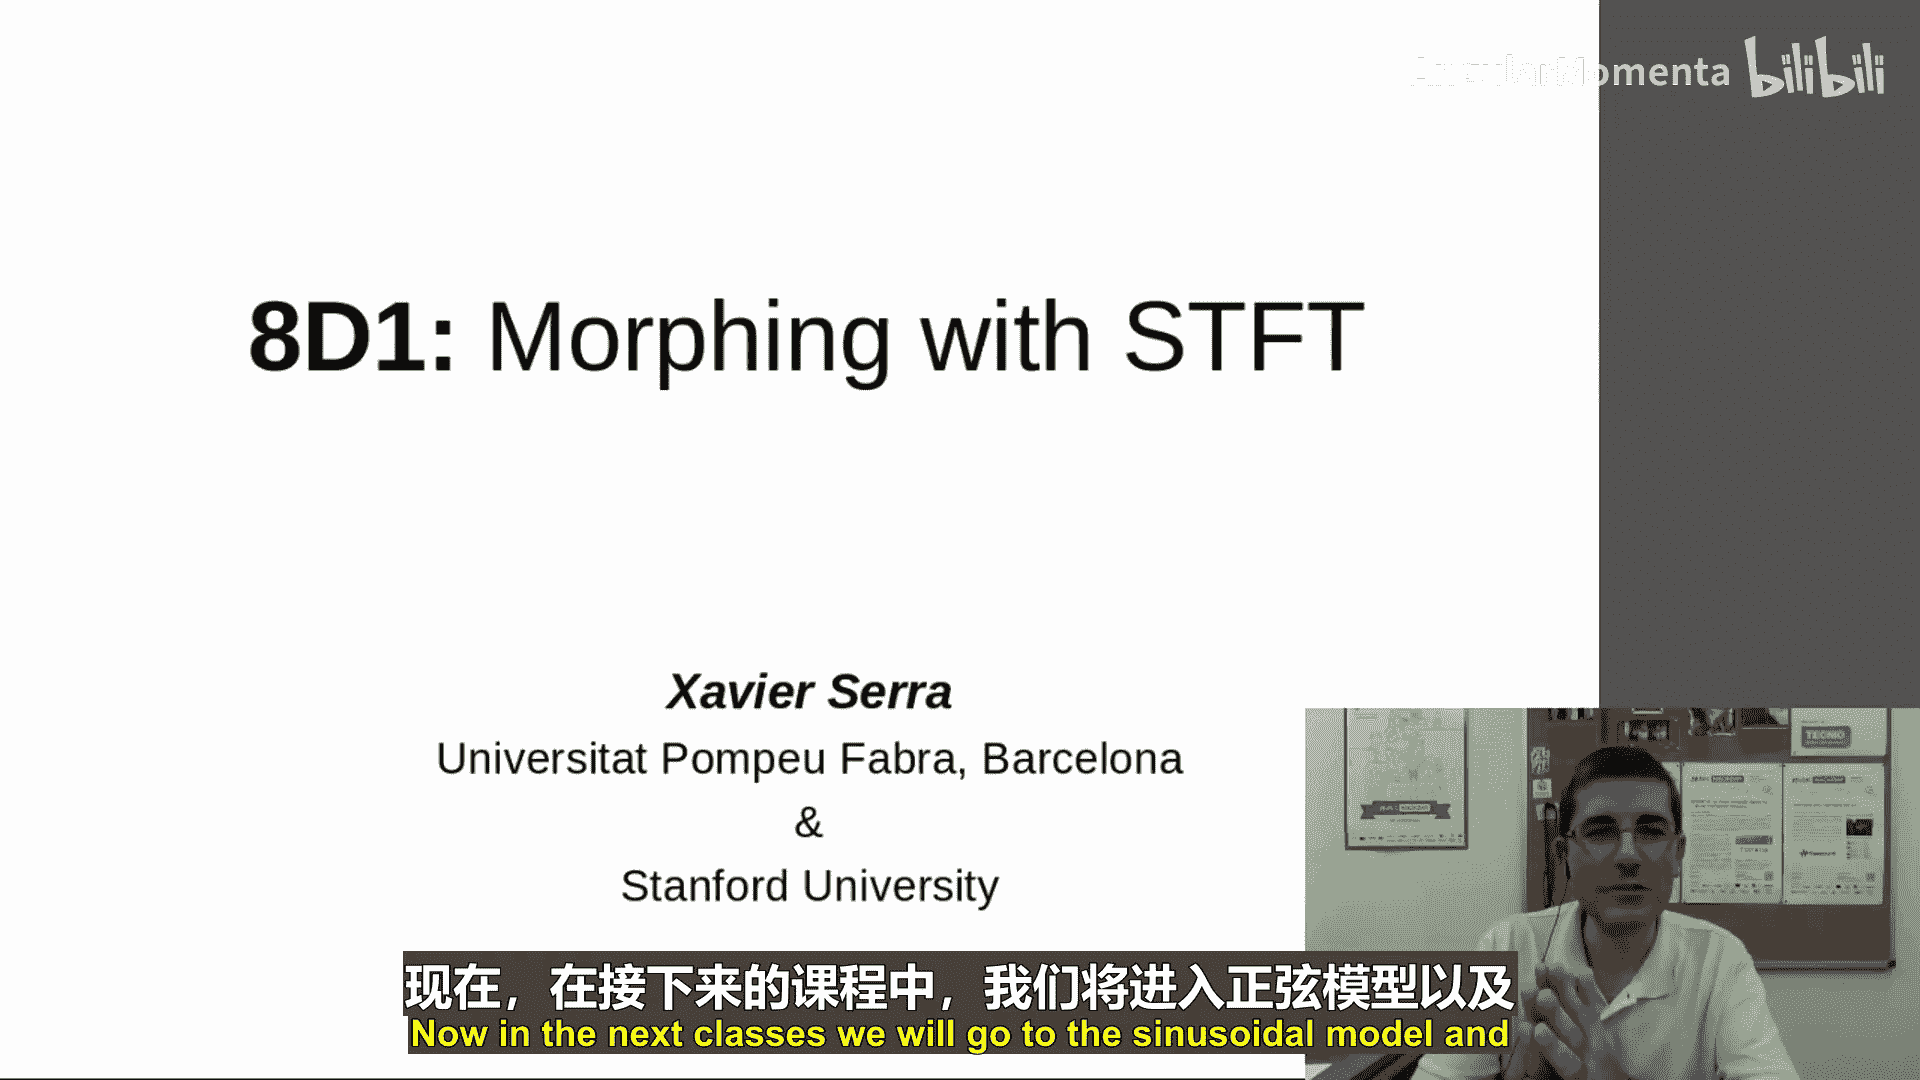 Momenta bilibili
8D1: Morphing with STFT
Xavier Serra
Universitat Pompeu Fabra, Barcelona
&
Stanford University
TECNIO
现在，在接下来的课程中，我们将进入正弦模型以及
Now in the next classes we will go to the sinusoidal model and